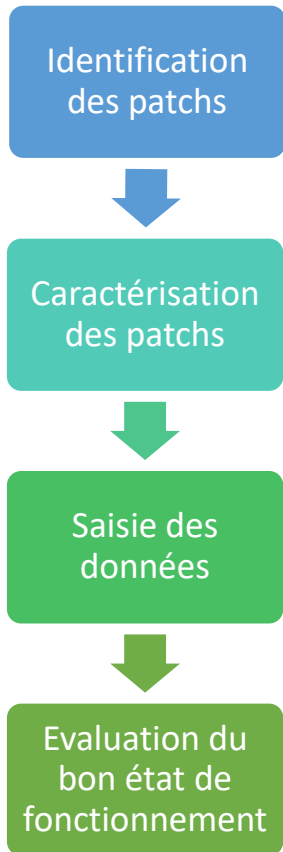 Identification
des patchs
Caractérisation
des patchs
Saisie des
données
Evaluation du
bon état de
fonctionnement